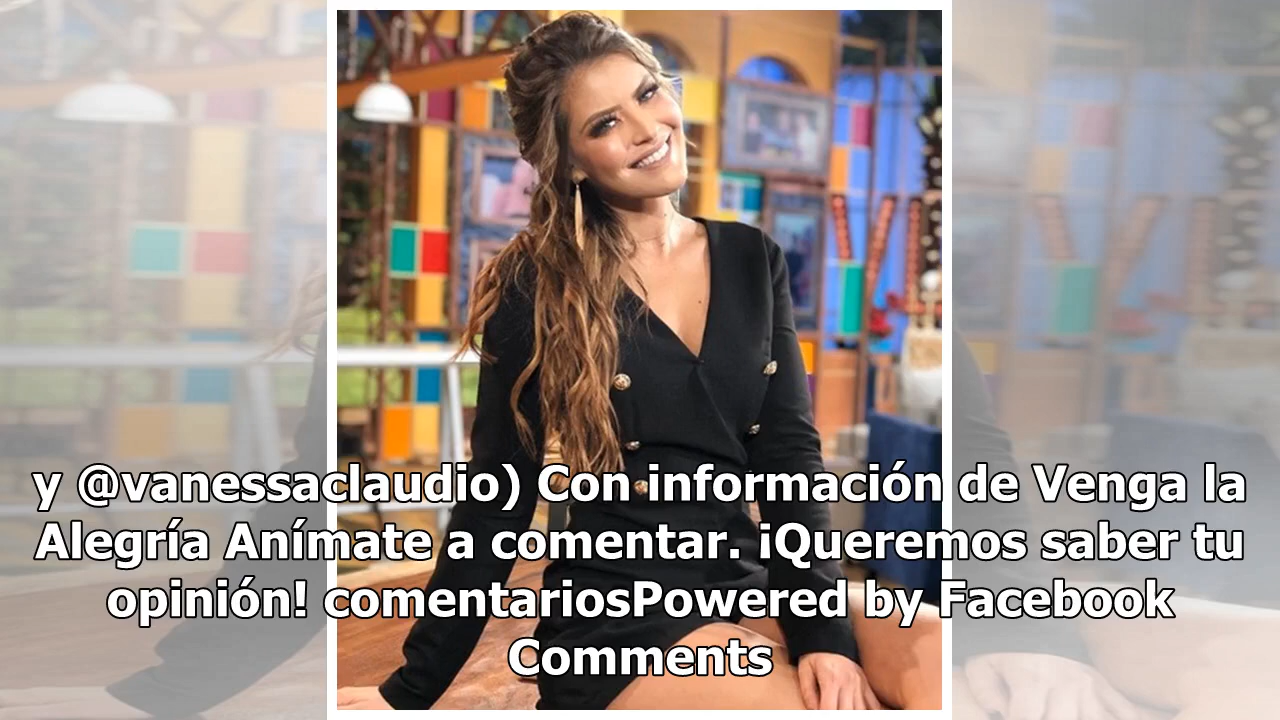 y @vanessaclaudio) Con información de Venga la
Alegría Anímate a comentar. ¡Queremos saber tu
opinión! comentariosPowered by Facebook
Comments